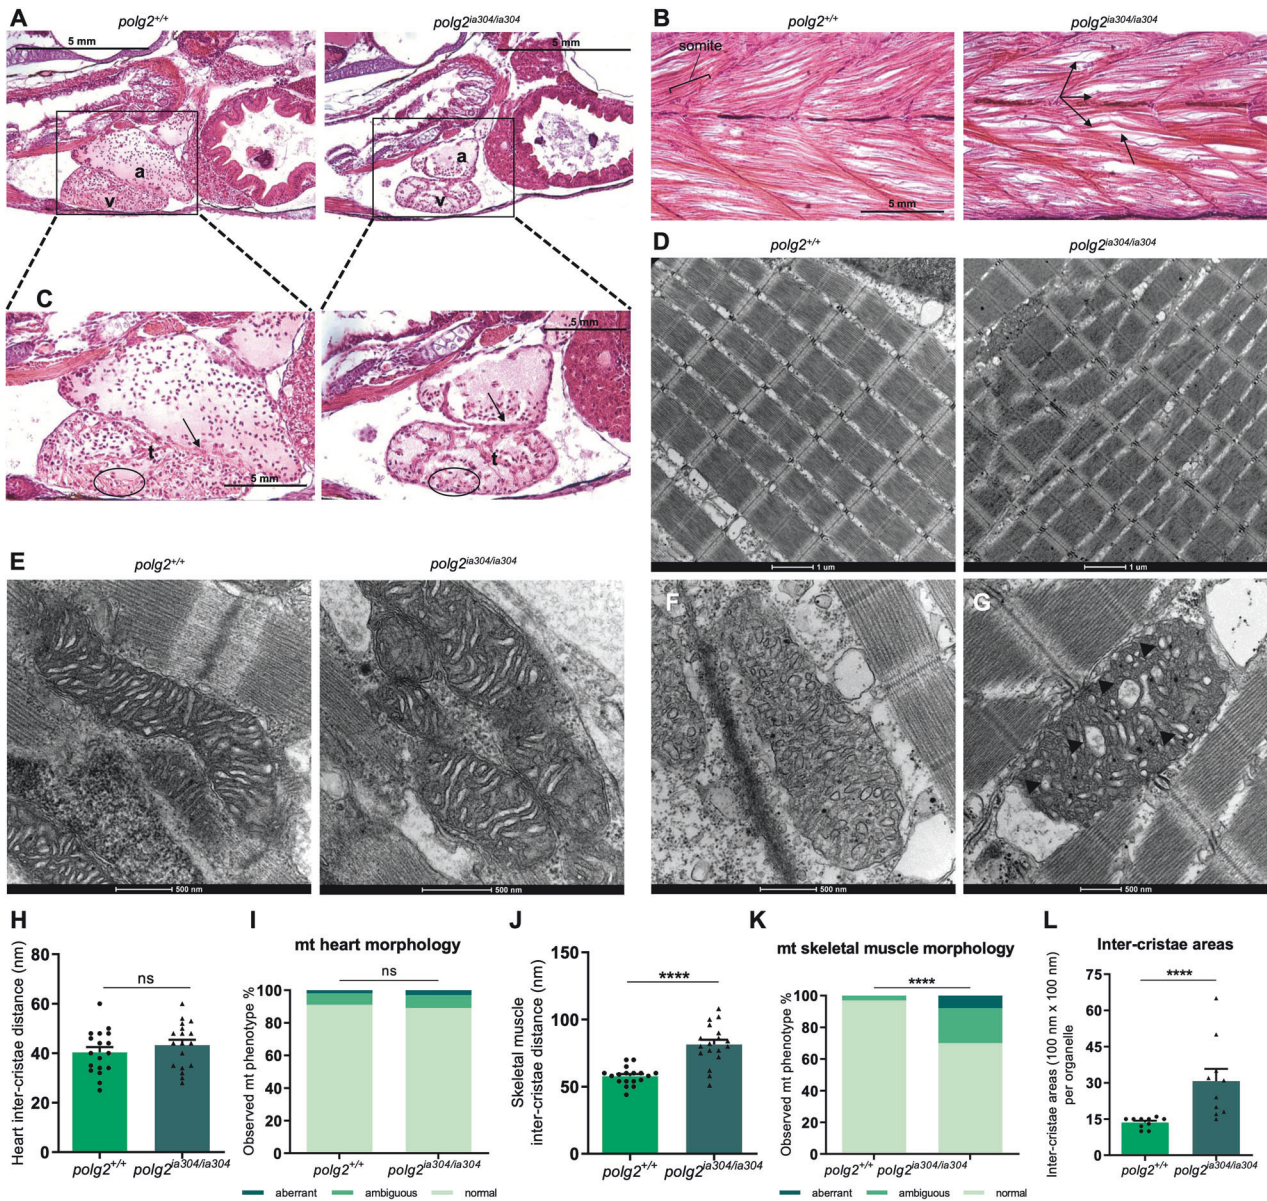 A
polg2+/+
polg2ia304/ia304
5 mm
5 mm
a
v
a
v
B
polg2+/+
polg2ia304/ia304
somite
5 mm
C
t
5 mm
5 mm
t
D
polg2+/+
polg2ia304/ia304
1 um
1 um
E
polg2+/+
polg2ia304/ia304
500 nm
500 nm
F
G
500 nm
500 nm
H
Heart inter-cristae distance (nm)
80
60
40
20
0
ns
polg2+/+
polg2ia304/ia304
I
mt heart morphology
Observed mt phenotype %
100
80
60
40
20
0
ns
polg2+/+
polg2ia304/ia304
aberrant
ambiguous
normal
J
Skeletal muscle
inter-cristae distance (nm)
150
100
50
0
****
polg2+/+
polg2ia304/ia304
K
mt skeletal muscle morphology
Observed mt phenotype %
100
80
60
40
20
0
****
polg2+/+
polg2ia304/ia304
aberrant
ambiguous
normal
L
Inter-cristae areas
Inter-cristae areas (100 nm x 100 nm)
per organelle
75
60
45
30
15
0
****
polg2+/+
polg2ia304/ia304